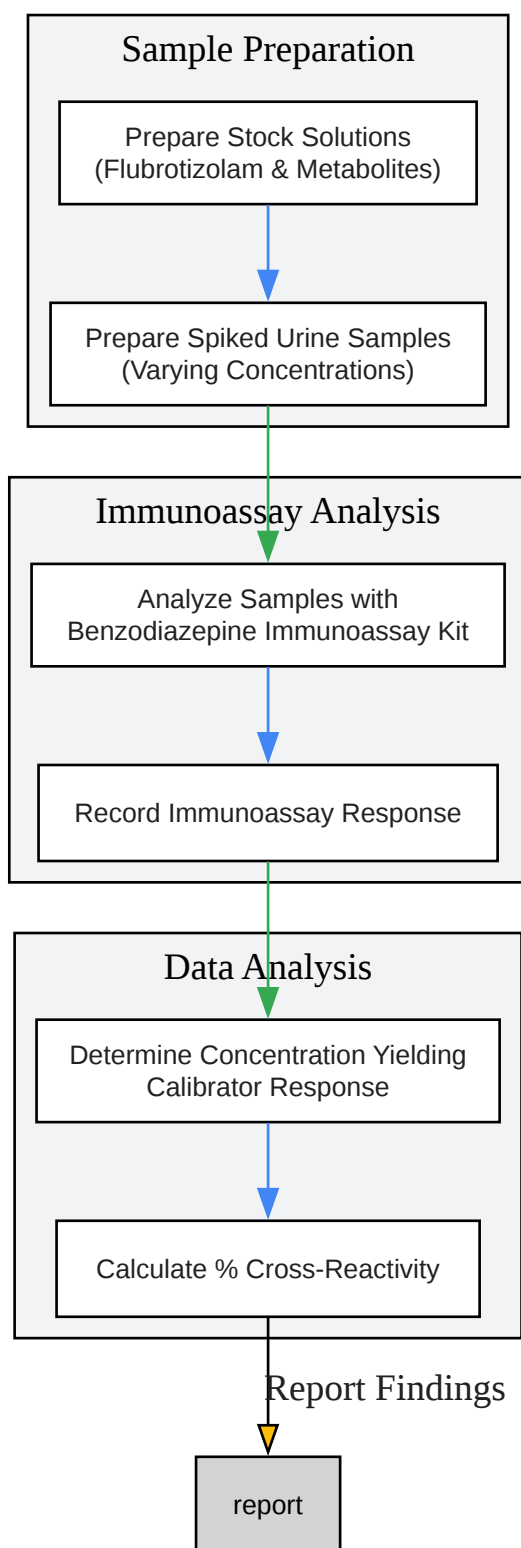 Sample Preparation
Prepare Stock Solutions
(Flubrotizolam & Metabolites)
Prepare Spiked Urine Samples
(Varying Concentrations)
Immunoassay Analysis
Analyze Samples with
Benzodiazepine Immunoassay Kit
Record Immunoassay Response
Data Analysis
Determine Concentration Yielding
Calibrator Response
Calculate % Cross-Reactivity
Report Findings
report